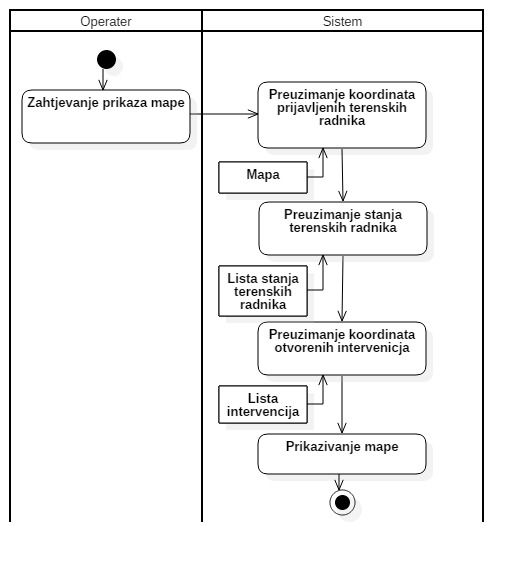 Operater
Sistem
Zahtjevanje prikaza mape
Preuzimanje koordinata
prijavljenih terenskih
radnika
Mapa
Preuzimanje stanja
terenskih radnika
Lista stanja
terenskih
radnika
Preuzimanje koordinata
otvorenih intervenicja
Lista
intervencija
Prikazivanje mape